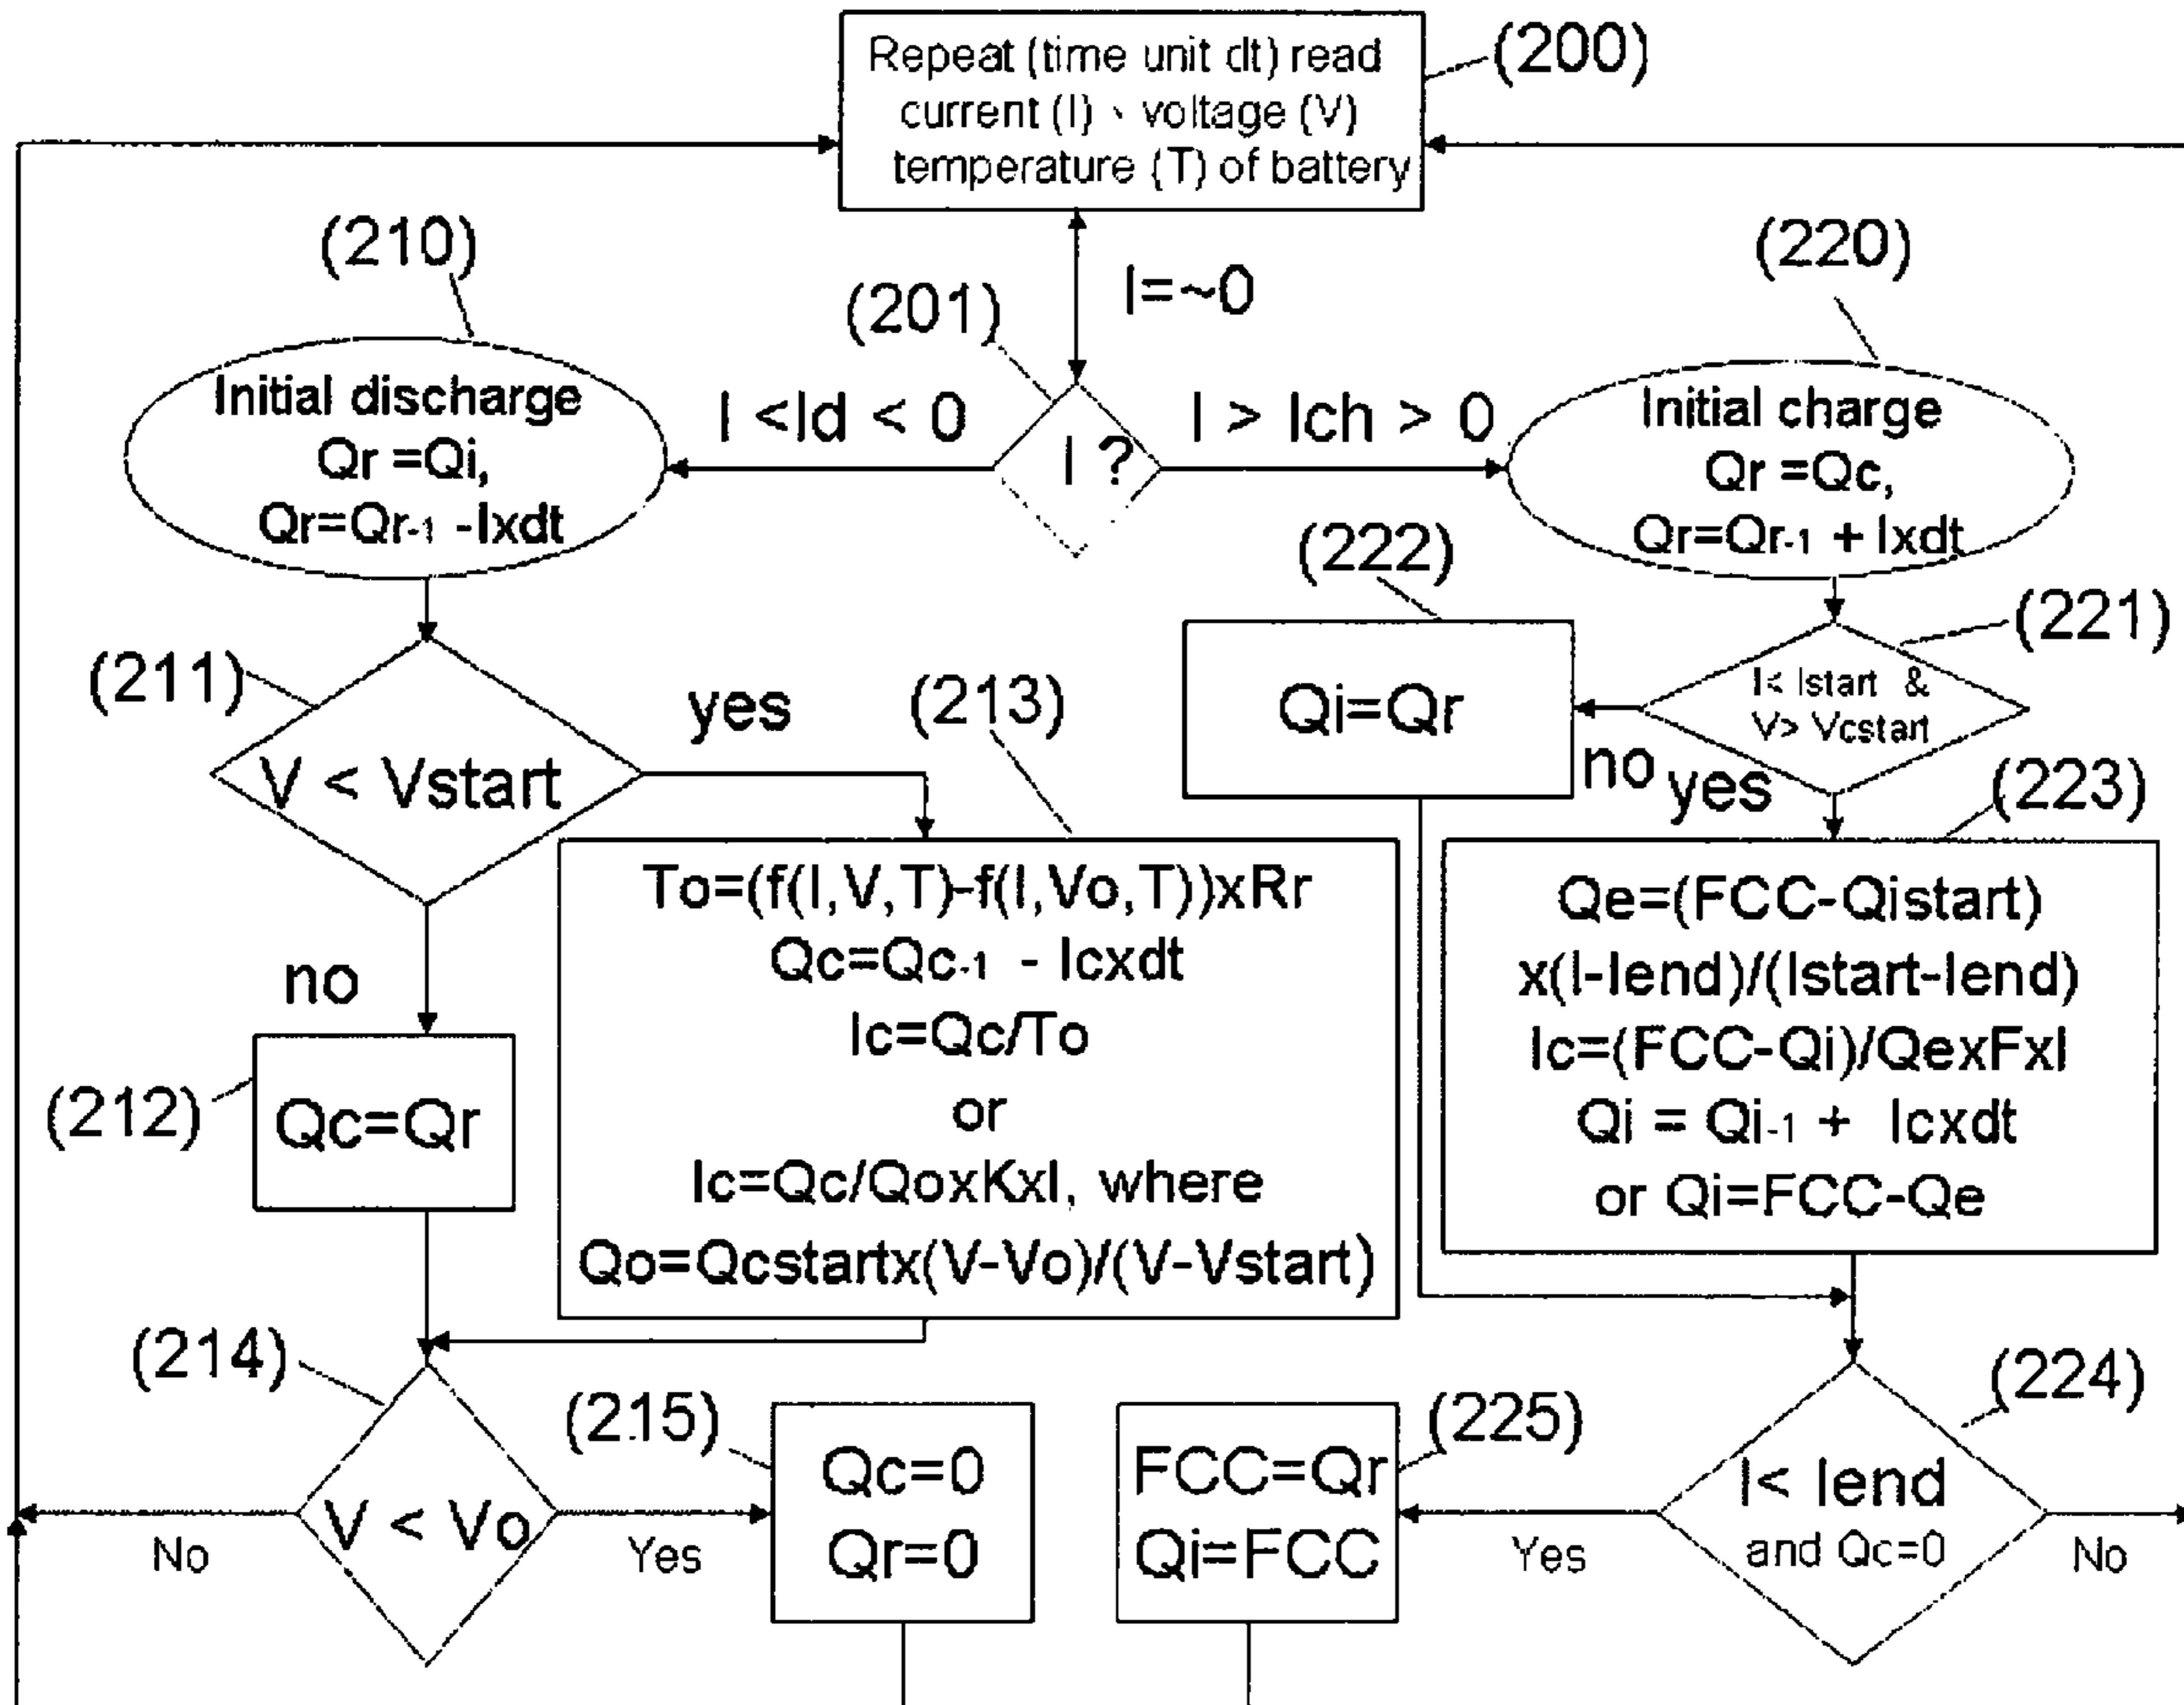 Repeat (time unit dt) read
current (I)、voltage (V)
temperature (T) of battery
(200)
(210)
(220)
I=~0
(201)
Initial discharge
Qr =Qi,
Qr=Qr-1 -Ixdt
I <Id < 0
I ?
I > Ich > 0
Initial charge
Qr =Qc,
Qr=Qr-1 + Ixdt
(222)
(221)
(211)
V < Vstart
yes
(213)
Qi=Qr
I< Istart &
V> Vcstart
no
yes
(223)
To=(f(I,V,T)-f(I,Vo,T))xRr
Qc=Qc-1 - Icxdt
Ic=Qc/To
or
Ic=Qc/QoxKxI, where
Qo=Qcstartx(V-Vo)/(V-Vstart)
Qe=(FCC-Qistart)
x(I-Iend)/(Istart-Iend)
Ic=(FCC-Qi)/QexFxI
Qi = Qi-1 + Icxdt
or Qi=FCC-Qe
no
(212)
Qc=Qr
(214)
V < Vo
No
Yes
(215)
Qc=0
Qr=0
FCC=Qr
Qi=FCC
(225)
(224)
I< Iend
and Qc=0
Yes
No